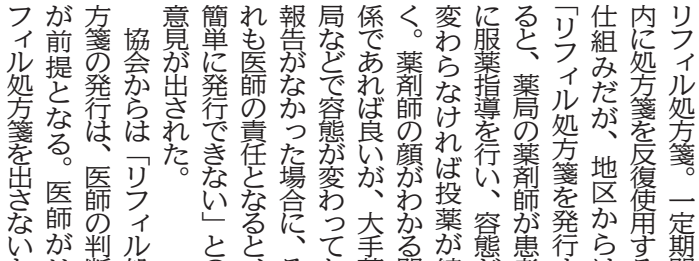 リフィル処方箋。一定期
内に処方箋を反復使用する
仕組みだが、地区からは
「リフィル処方箋を発行
ると、薬局の薬剤師が患者
に服薬指導を行い、容態が
変わらなければ投薬が続
く。薬剤師の顔がわかる関
係であれば良いが、大手薬
局などで容態が変わっても
報告がなかった場合に、そ
れも医師の責任となると、
簡単に発行できない」との
意見が出された。
協会からは「リフィル処
方箋の発行は、医師の判断
が前提となる。医師がリ
フィル処方箋を出さない